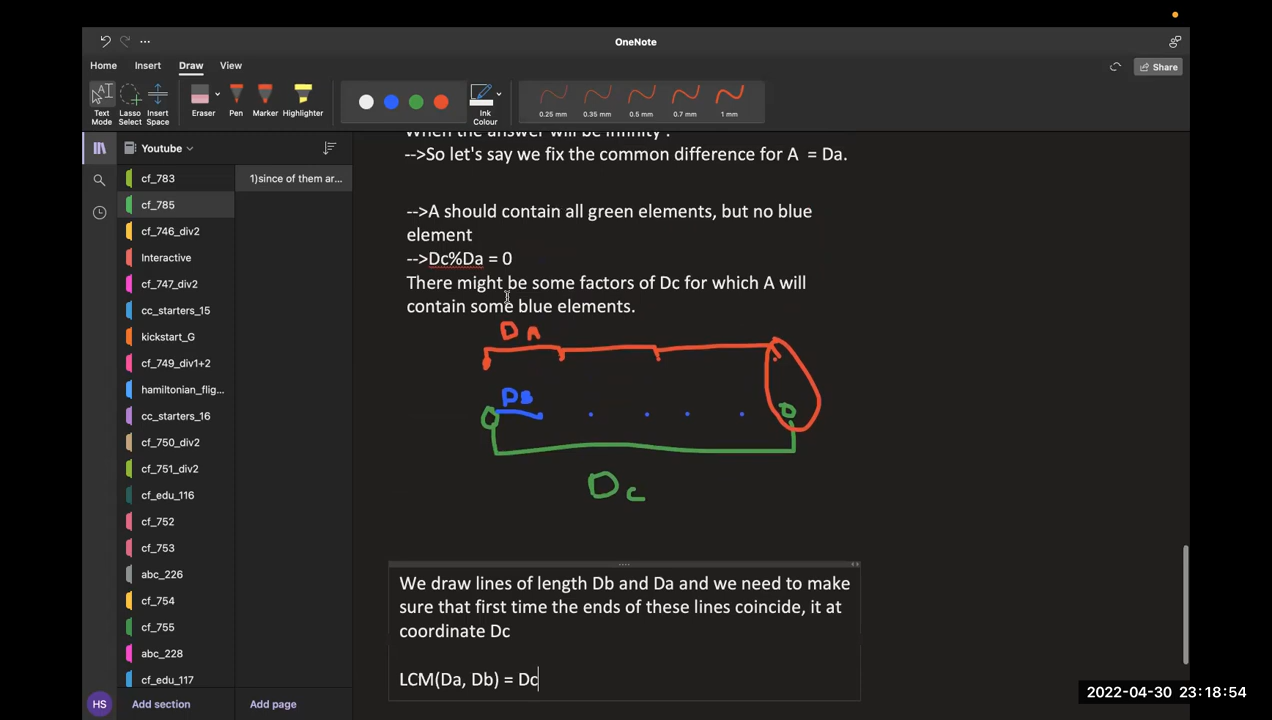 OneNote
Home Insert Draw View
Share
Text Mode
Lasso Select
Insert Space
Eraser
Pen
Marker
Highlighter
Ink Colour
0.25 mm
0.35 mm
0.5 mm
0.7 mm
1 mm
Youtube
cf_783
cf_785
cf_746_div2
Interactive
cf_747_div2
cc_starters_15
kickstart_G
cf_749_div1+2
hamiltonian_flig...
cc_starters_16
cf_750_div2
cf_751_div2
cf_edu_116
cf_752
cf_753
abc_226
cf_754
cf_755
abc_228
cf_edu_117
HS
Add section
1)since of them ar...
Add page
When the answer will be infinity ?
-->So let's say we fix the common difference for A = Da.
-->A should contain all green elements, but no blue
element
-->Dc%Da = 0
There might be some factors of Dc for which A will
contain some blue elements.
DA
DB
Dc
We draw lines of length Db and Da and we need to make
sure that first time the ends of these lines coincide, it at
coordinate Dc
LCM(Da, Db) = Dc
2022-04-30 23:18:54